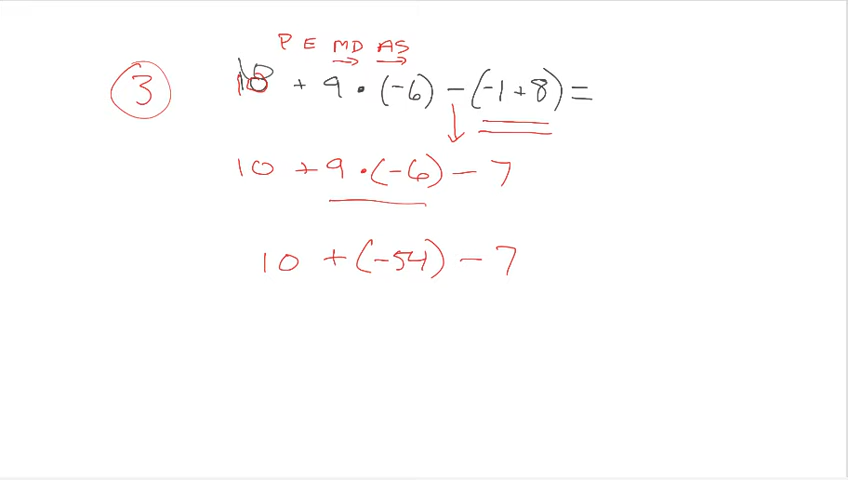 P E MD AS
3 10 + 9 • (-6) - (-1+8) =
10 + 9 • (-6) - 7
10 + (-54) - 7